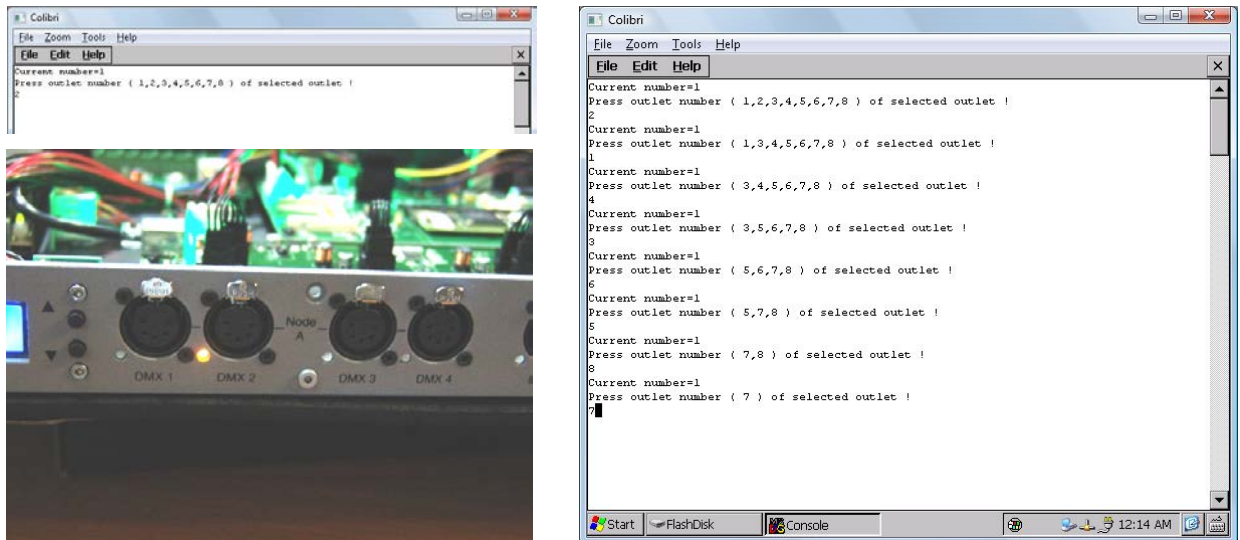 Colibri
File Zoom Tools Help
File Edit Help
Current number=1
Press outlet number ( 1,2,3,4,5,6,7,8 ) of selected outlet !
2
Input
Node
A
DMX 1
DMX 2
DMX 3
DMX 4
Colibri
File Zoom Tools Help
File Edit Help
Current number=1
Press outlet number ( 1,2,3,4,5,6,7,8 ) of selected outlet !
2
Current number=1
Press outlet number ( 1,3,4,5,6,7,8 ) of selected outlet !
1
Current number=1
Press outlet number ( 3,4,5,6,7,8 ) of selected outlet !
4
Current number=1
Press outlet number ( 3,5,6,7,8 ) of selected outlet !
3
Current number=1
Press outlet number ( 5,6,7,8 ) of selected outlet !
6
Current number=1
Press outlet number ( 5,7,8 ) of selected outlet !
5
Current number=1
Press outlet number ( 7,8 ) of selected outlet !
8
Current number=1
Press outlet number ( 7 ) of selected outlet !
7
Start FlashDisk Console 12:14 AM